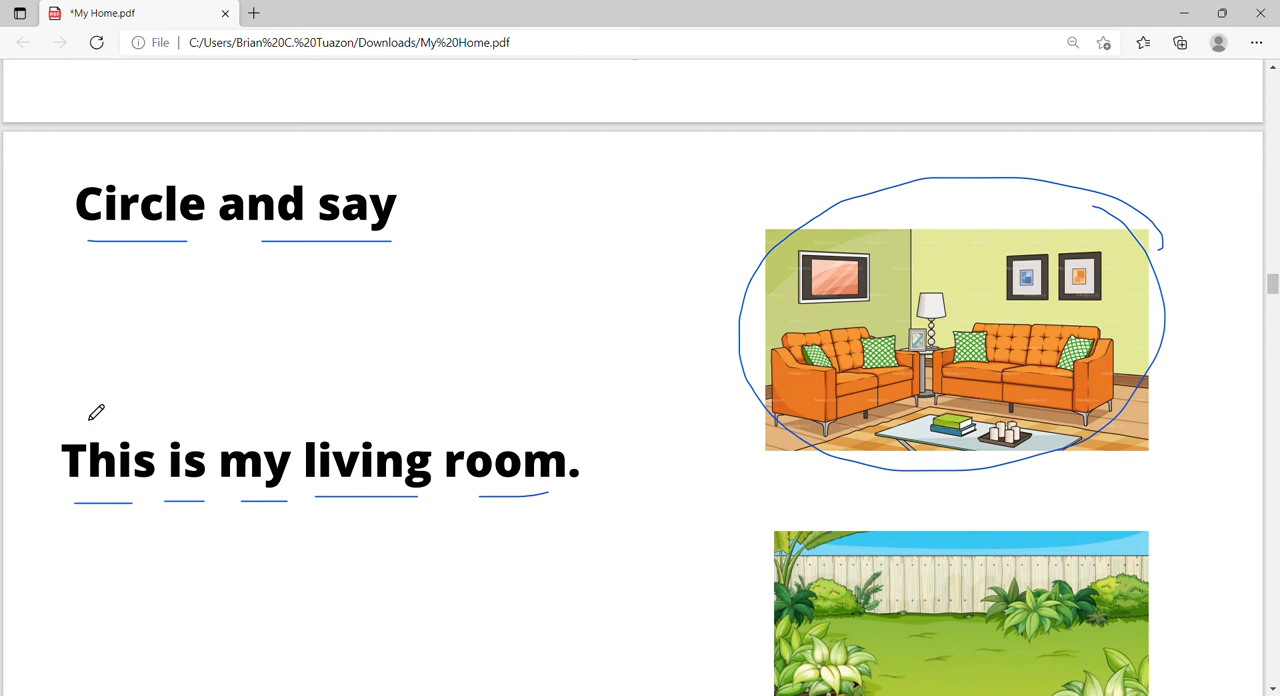 *My Home.pdf
File
C:/Users/Brian%20C.%20Tuazon/Downloads/My%20Home.pdf
Circle and say
This is my living room.